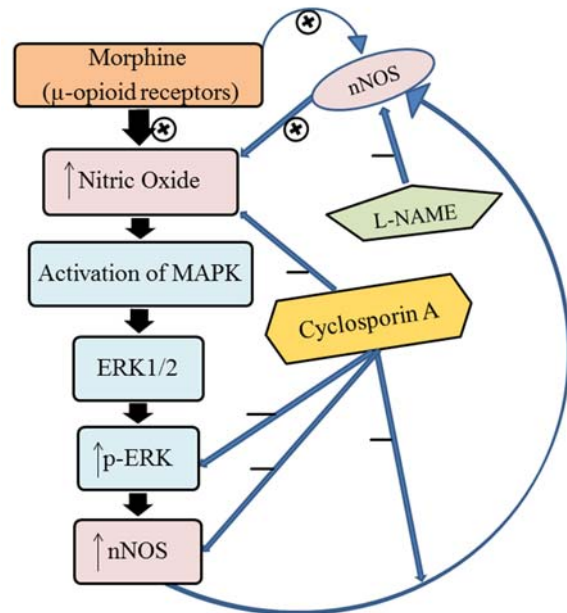 Morphine
(µ-opioid receptors)
nNOS
↑ Nitric Oxide
L-NAME
Activation of MAPK
Cyclosporin A
ERK1/2
↑p-ERK
↑nNOS